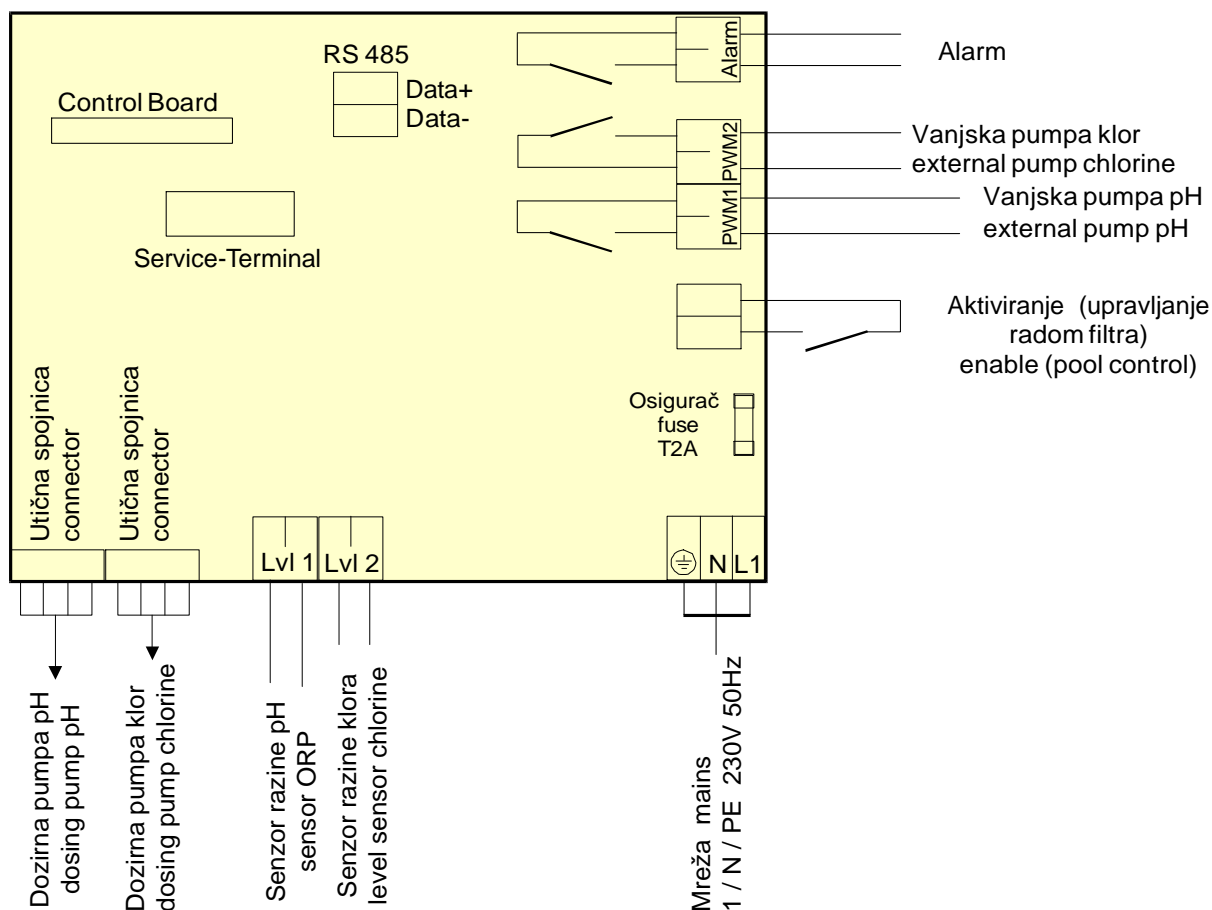 RS 485
Data+
Data-
Control Board
Service-Terminal
Alarm
Alarm
PWM2
Vanjska pumpa klor
external pump chlorine
PWM1
Vanjska pumpa pH
external pump pH
Aktiviranje (upravljanje
radom filtra)
enable (pool control)
Osigurač
fuse
T2A
Utična spojnica
connector
Utična spojnica
connector
Lvl 1
Lvl 2
N
L1
Dozirna pumpa pH
dosing pump pH
Dozirna pumpa klor
dosing pump chlorine
Senzor razine pH
sensor ORP
Senzor razine klora
level sensor chlorine
Mreža mains
1 / N / PE 230V 50Hz